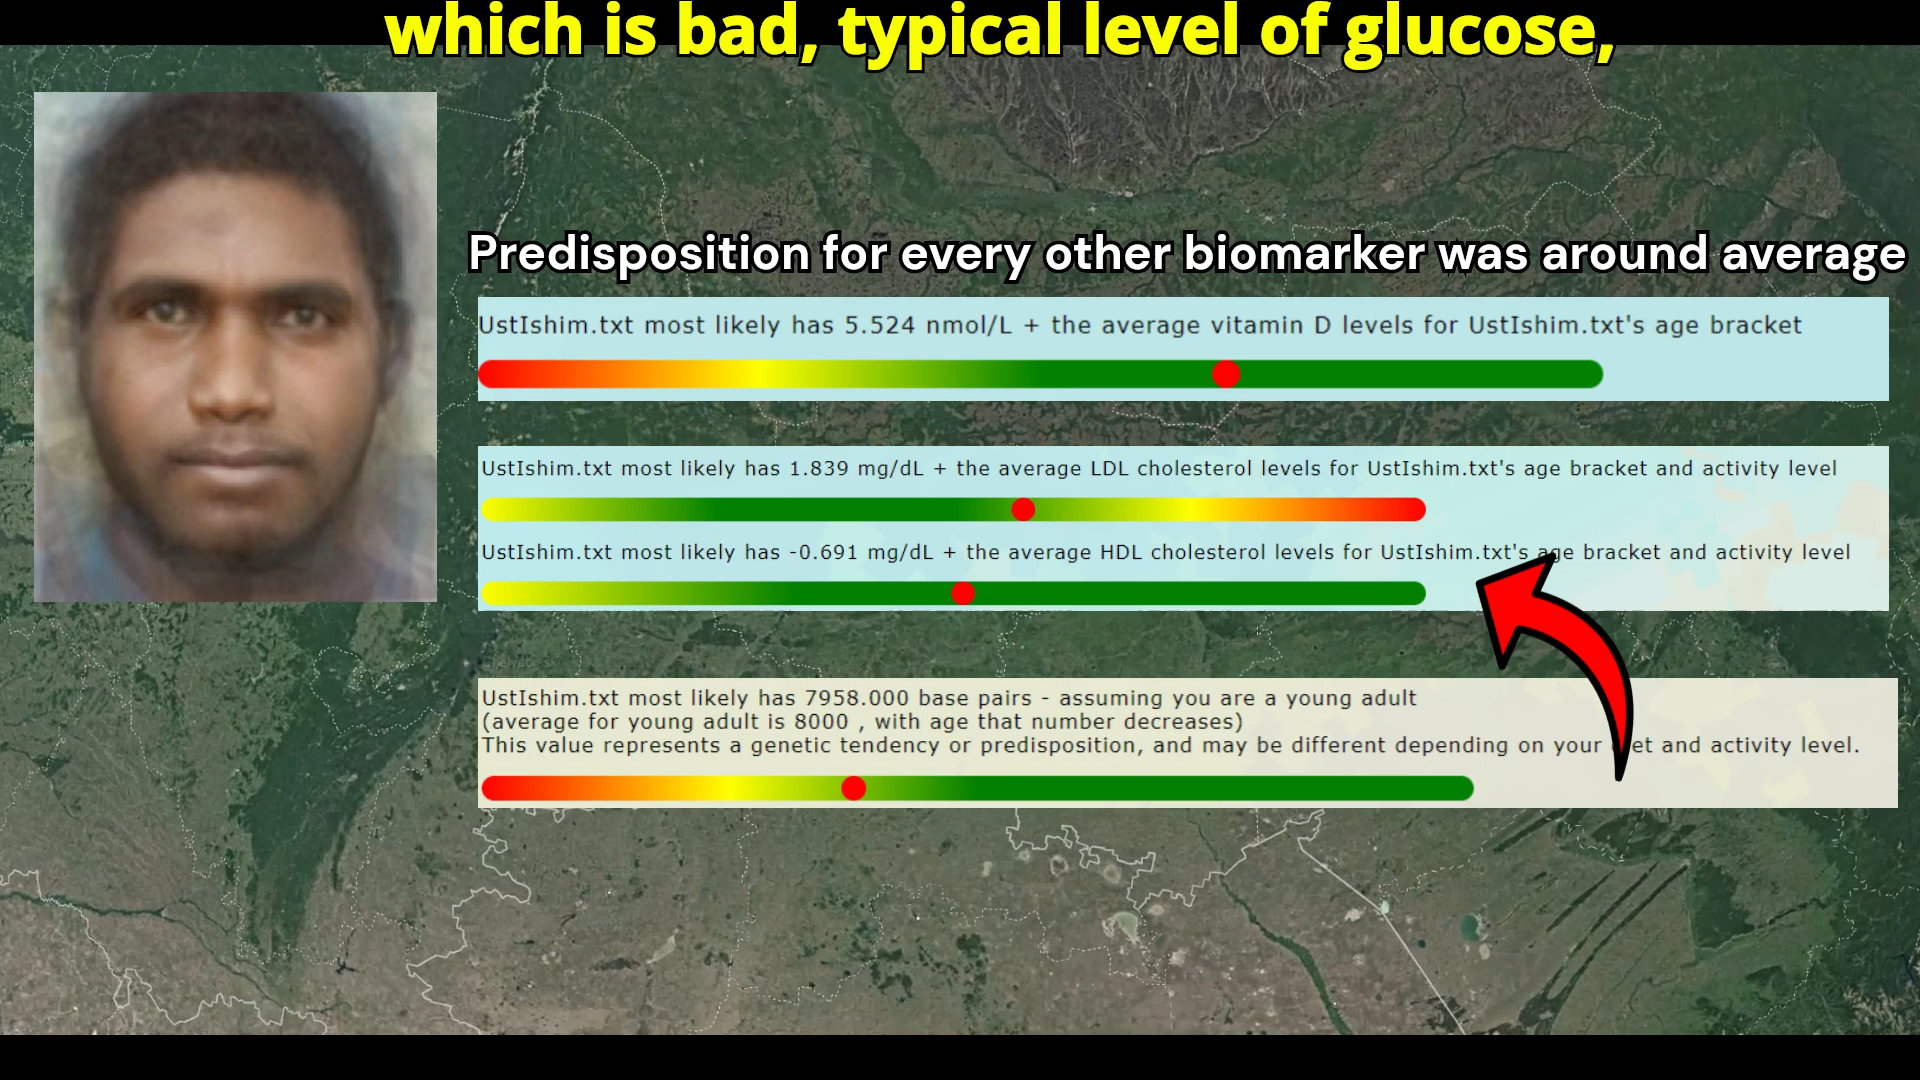 which is bad, typical level of glucose,
Predisposition for every other biomarker was around average
UstIshim.txt most likely has 5.524 nmol/L + the average vitamin D levels for UstIshim.txt's age bracket
UstIshim.txt most likely has 1.839 mg/dL + the average LDL cholesterol levels for UstIshim.txt's age bracket and activity level
UstIshim.txt most likely has -0.691 mg/dL + the average HDL cholesterol levels for UstIshim.txt's age bracket and activity level
UstIshim.txt most likely has 7958.000 base pairs - assuming you are a young adult
(average for young adult is 8000 , with age that number decreases)
This value represents a genetic tendency or predisposition, and may be different depending on your and activity level.